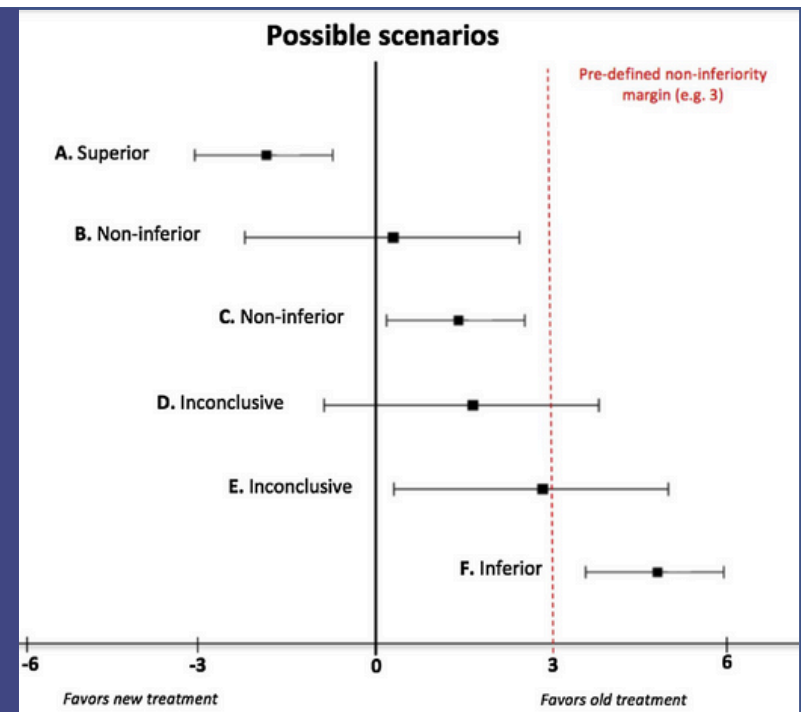 Possible scenarios
Pre-defined non-inferiority
margin (e.g. 3)
A. Superior
B. Non-inferior
C. Non-inferior
D. Inconclusive
E. Inconclusive
F. Inferior
-6 -3 0 3 6
Favors new treatment Favors old treatment